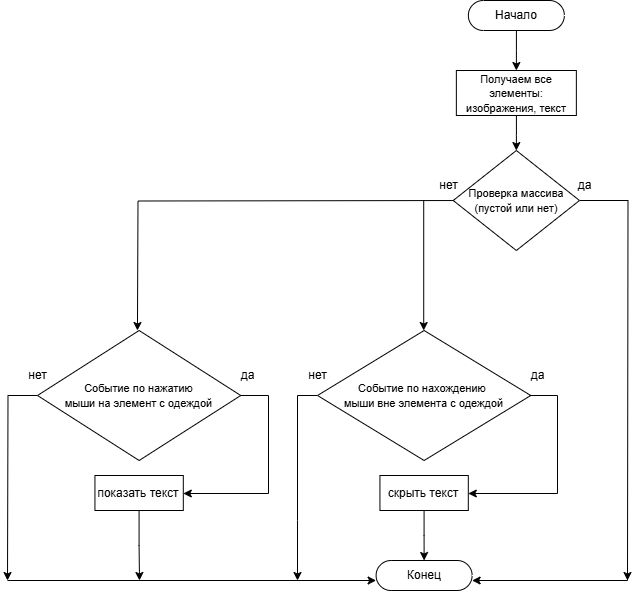 Начало
Получаем все
элементы:
изображения, текст
нет
Проверка массива
(пустой или нет)
да
нет
Событие по нажатию
мыши на элемент с одеждой
да
нет
Событие по нахождению
мыши вне элемента с одеждой
да
показать текст
скрыть текст
Конец